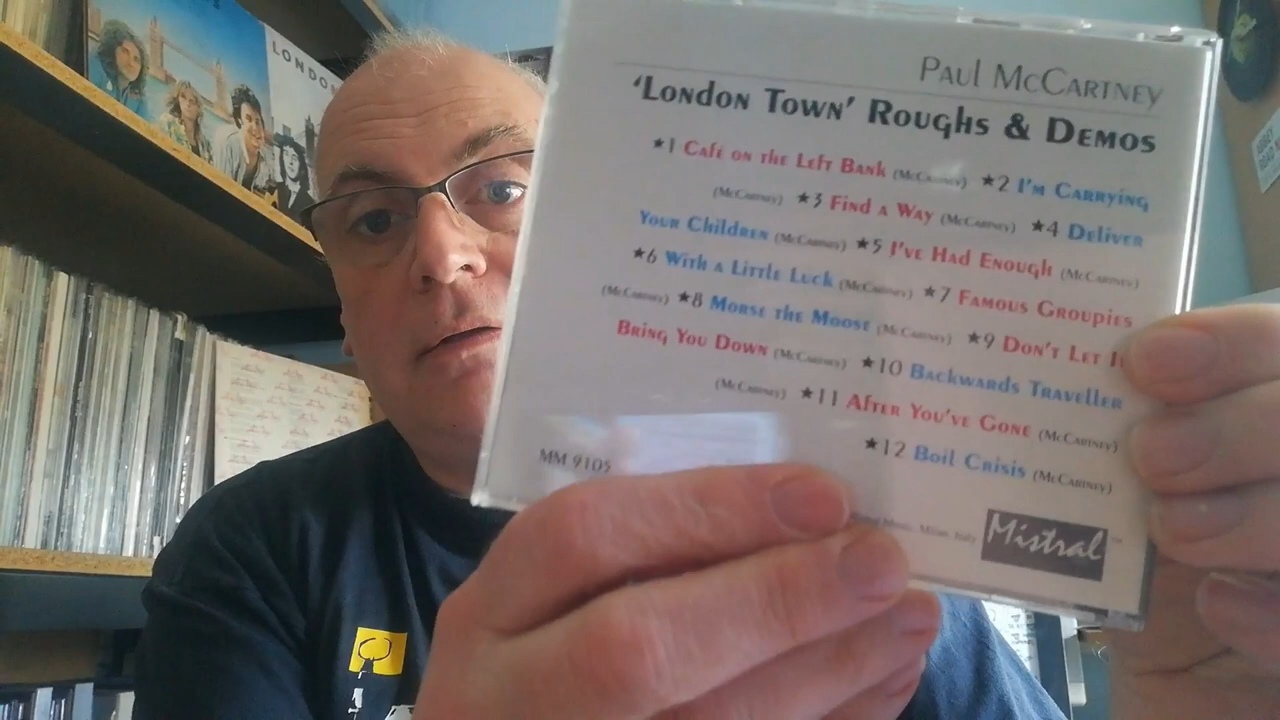 LONDON
Paul McCartney
'London Town' Roughs & Demos
★1 Café on the Left Bank (McCartney) ★2 I'm Carrying
(McCartney) ★3 Find a Way (McCartney) ★4 Deliver
Your Children (McCartney) ★5 I've Had Enough (McCartney)
★6 With a Little Luck (McCartney) ★7 Famous Groupies
(McCartney) ★8 Morse the Moose (McCartney) ★9 Don't Let It
Bring You Down (McCartney) ★10 Backwards Traveller
(McCartney) ★11 After You've Gone (McCartney)
★12 Boil Crisis (McCartney)
MM 9105
Music, Milan, Italy
Mistral™